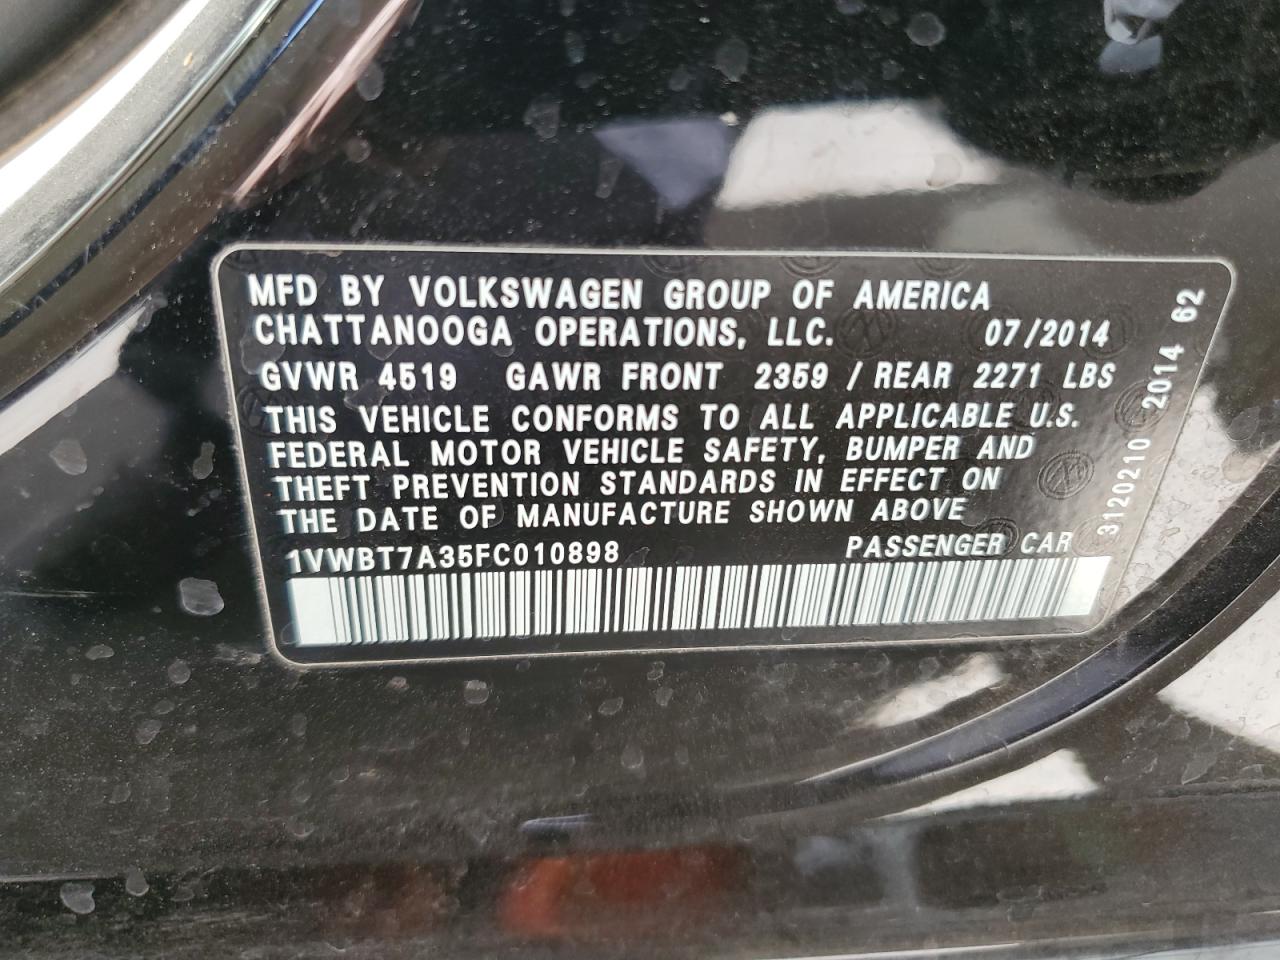 MFD BY VOLKSWAGEN GROUP OF AMERICA
CHATTANOOGA OPERATIONS, LLC. 07/2014
GVWR 4519 GAWR FRONT 2359 / REAR 2271 LBS
THIS VEHICLE CONFORMS TO ALL APPLICABLE U.S.
FEDERAL MOTOR VEHICLE SAFETY, BUMPER AND
THEFT PREVENTION STANDARDS IN EFFECT ON
THE DATE OF MANUFACTURE SHOWN ABOVE
1VWBT7A35FC010898 PASSENGER CAR
3120210 2014 62